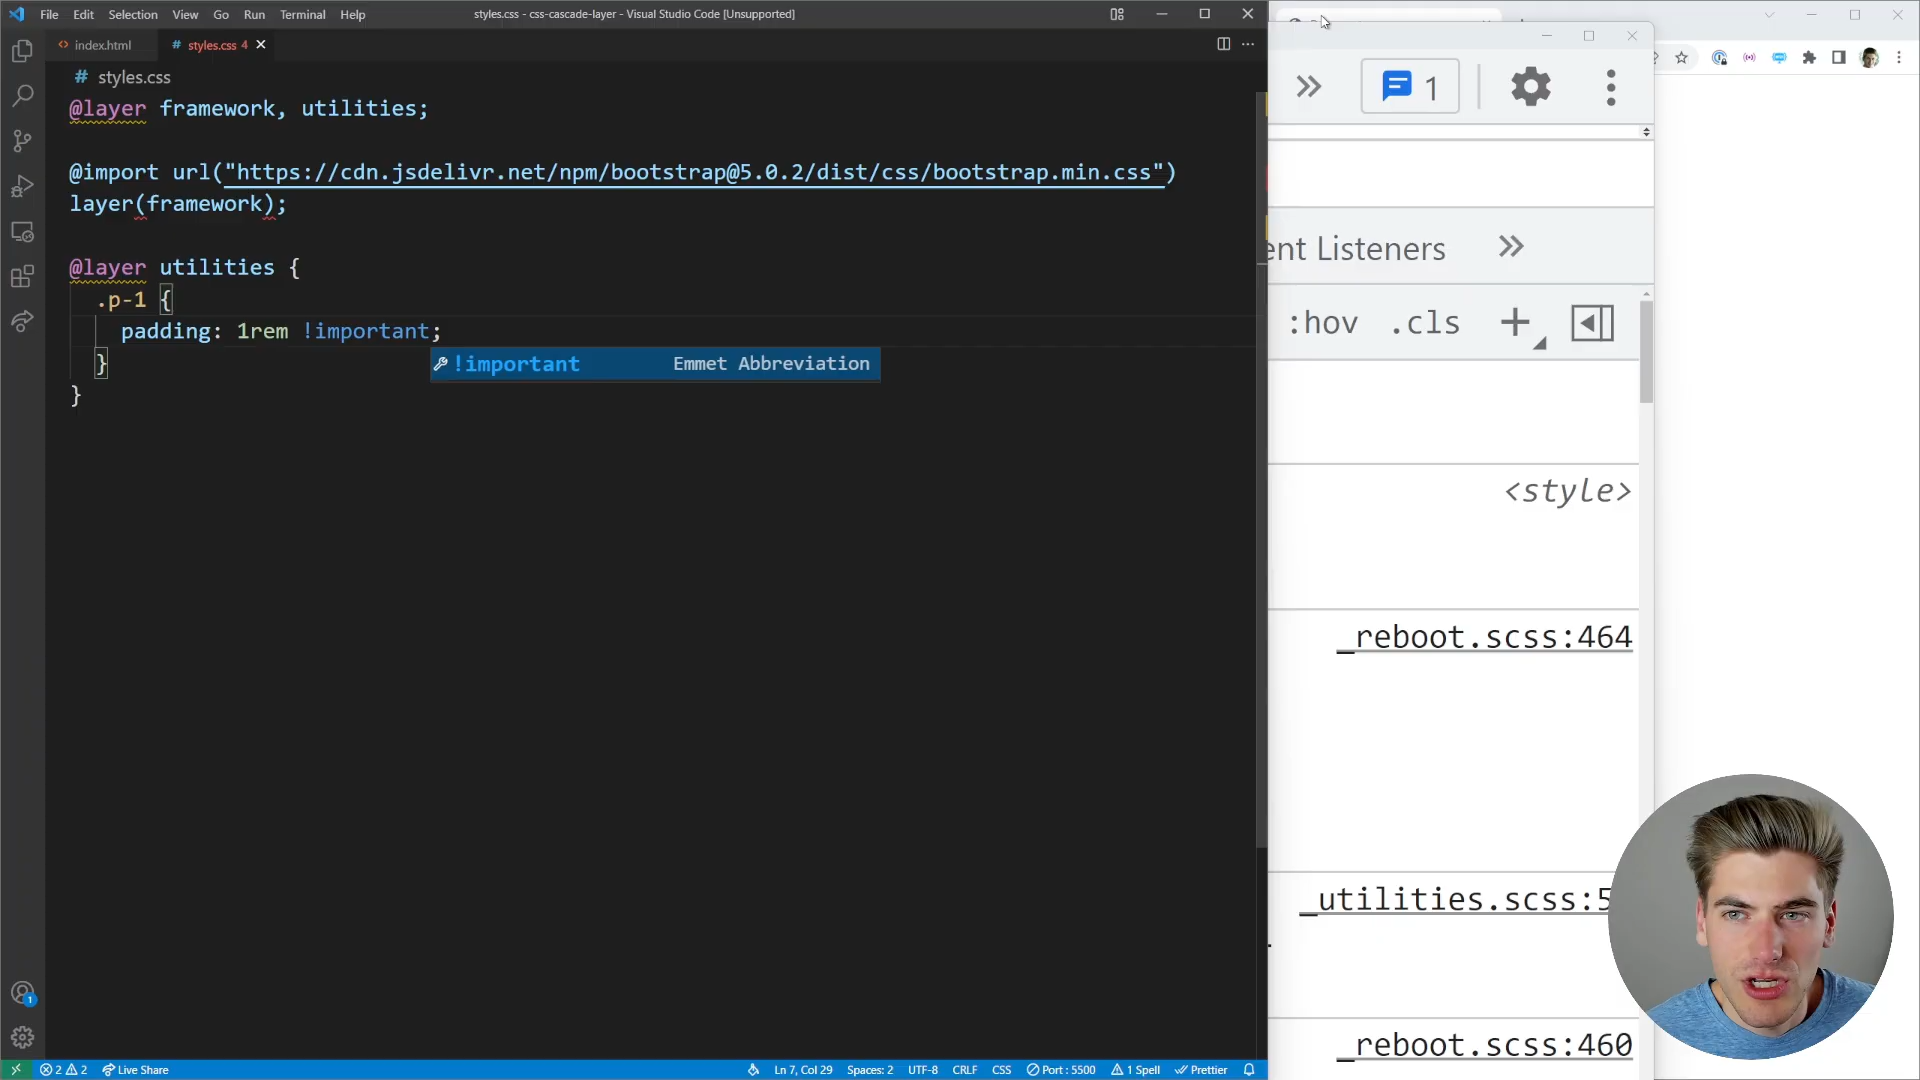 File Edit Selection View Go Run Terminal Help
styles.css - css-cascade-layer - Visual Studio Code [Unsupported]
index.html
# styles.css 4
# styles.css
@layer framework, utilities;
@import url("https://cdn.jsdelivr.net/npm/bootstrap@5.0.2/dist/css/bootstrap.min.css")
layer(framework);
@layer utilities {
.p-1 {
padding: 1rem !important;
}
}
!important Emmet Abbreviation
1
ent Listeners
:hov .cls
<style>
_reboot.scss:464
_utilities.scss:5
_reboot.scss:460
1
2 2 Live Share
Ln 7, Col 29 Spaces: 2 UTF-8 CRLF CSS Port : 5500 1 Spell Prettier